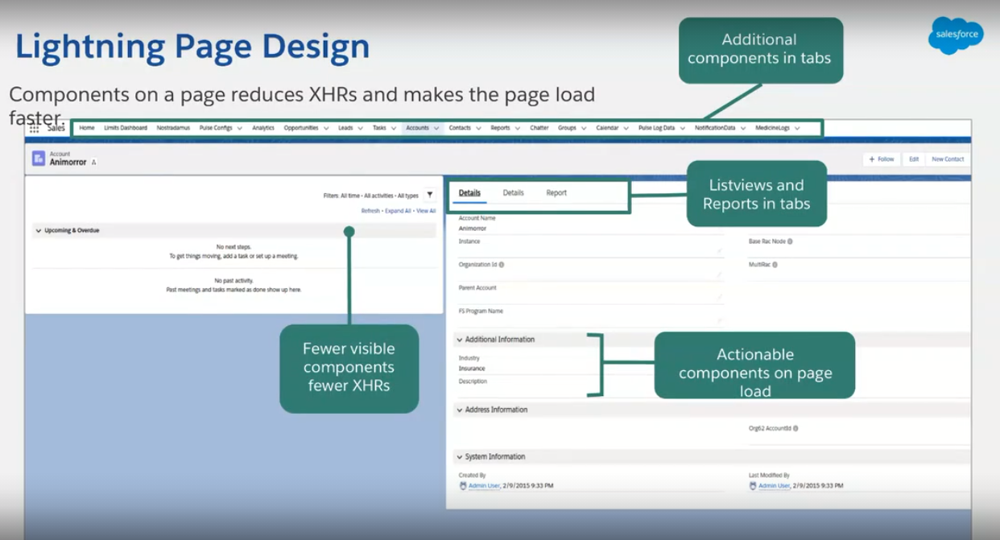 Lightning Page Design
Additional
components in tabs
salesforce
Components on a page reduces XHRs and makes the page load
faster.
Sales Home Limits Dashboard Nostradamus Pulse Configs Analytics Opportunities Leads Tasks Accounts Contacts Reports Chatter Groups Calendar Pulse Log Data NotificationData MedicineLogs
Account
Animorror
+ Follow Edit New Contact
Filters: All time • All activities • All types
Refresh • Expand All • View All
Upcoming & Overdue
No next steps.
To get things moving, add a task or set up a meeting.
No past activity.
Past meetings and tasks marked as done show up here.
Fewer visible
components
fewer XHRs
Details Details Report
Listviews and
Reports in tabs
Account Name
Animorror
Instance Base Rac Node
Organization Id MultiRac
Parent Account
FS Program Name
Additional Information
Industry
Insurance
Description
Actionable
components on page
load
Address Information
Org62 AccountId
System Information
Created By Last Modified By
Admin User, 2/9/2015 9:33 PM Admin User, 2/9/2015 9:33 PM